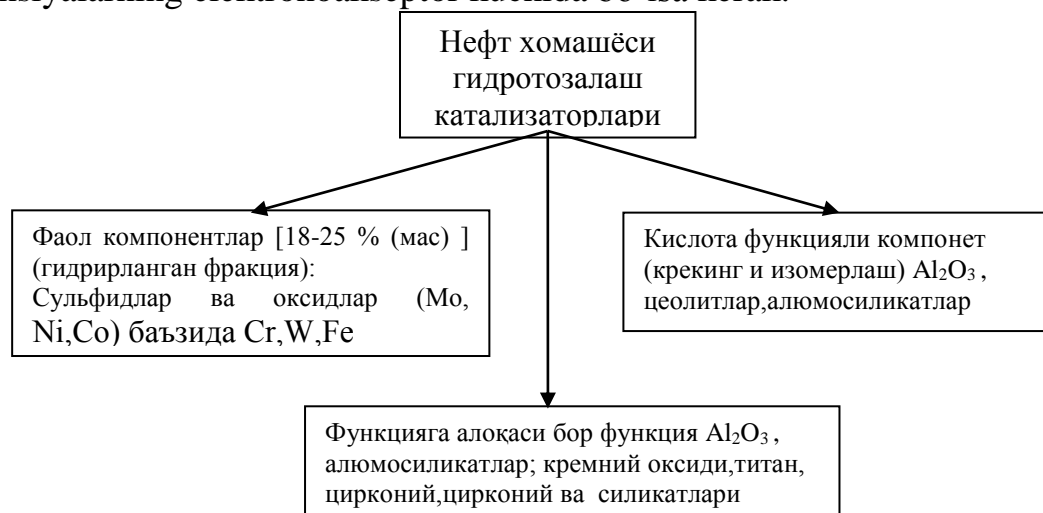 Нефт хомашёси
гидротозалаш
катализаторлари
Фаол компонентлар [18-25 % (мас) ]
(гидрирланган фракция):
Сульфидлар ва оксидлар (Mo,
Ni,Co) баъзида Cr,W,Fe
Кислота функцияли компонет
(крекинг и изомерлаш) Al₂O₃ ,
цеолитлар,алюмосиликатлар
Функцияга алоқаси бор функция Al₂O₃ ,
алюмосиликатлар; кремний оксиди,титан,
цирконий,цирконий ва силикатлари